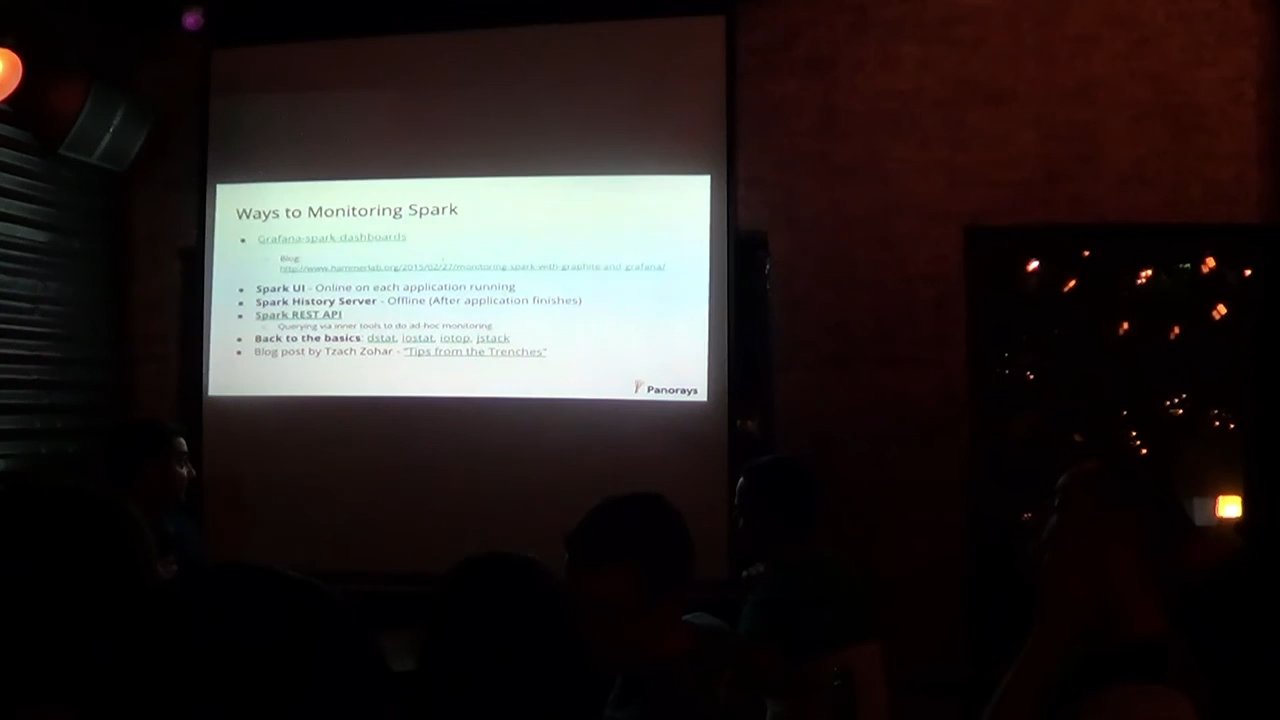 Ways to Monitoring Spark
Grafana-spark-dashboards
Blog:
http://www.hammerlab.org/2015/02/27/monitoring-spark-with-graphite-and-grafana/
Spark UI - Online on each application running
Spark History Server - Offline (After application finishes)
Spark REST API
Querying via inner tools to do ad-hoc monitoring
Back to the basics: dstat, iostat, iotop, jstack
Blog post by Tzach Zohar - "Tips from the Trenches"
Panorays